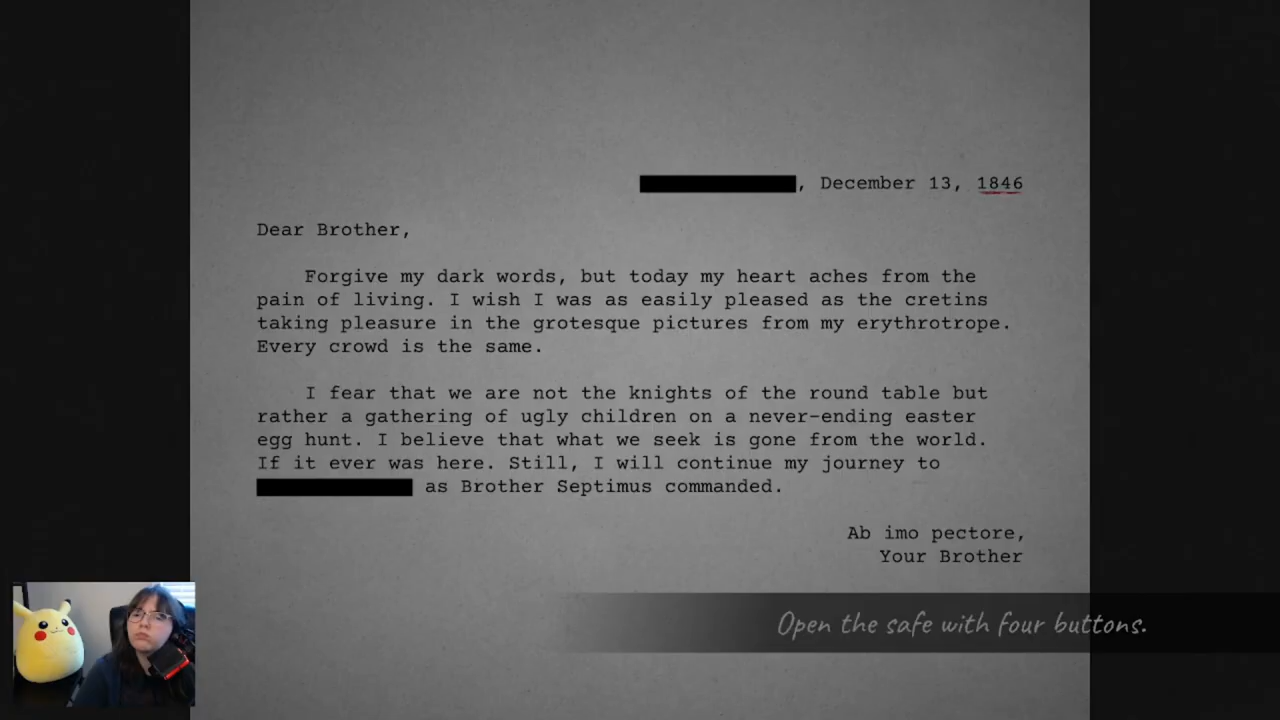 , December 13, 1846
Dear Brother,
Forgive my dark words, but today my heart aches from the
pain of living. I wish I was as easily pleased as the cretins
taking pleasure in the grotesque pictures from my erythrotrope.
Every crowd is the same.
I fear that we are not the knights of the round table but
rather a gathering of ugly children on a never-ending easter
egg hunt. I believe that what we seek is gone from the world.
If it ever was here. Still, I will continue my journey to
as Brother Septimus commanded.
Ab imo pectore,
Your Brother
Open the safe with four buttons.